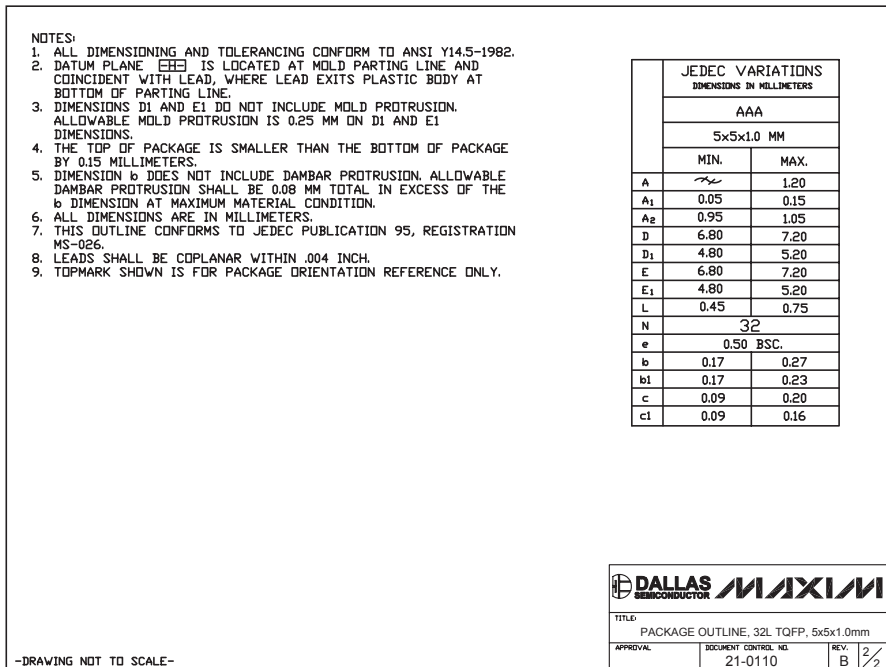 NOTES:
1. ALL DIMENSIONING AND TOLERANCING CONFORM TO ANSI Y14.5-1982.
2. DATUM PLANE -H- IS LOCATED AT MOLD PARTING LINE AND
COINCIDENT WITH LEAD, WHERE LEAD EXITS PLASTIC BODY AT
BOTTOM OF PARTING LINE.
3. DIMENSIONS D1 AND E1 DO NOT INCLUDE MOLD PROTRUSION.
ALLOWABLE MOLD PROTRUSION IS 0.25 MM ON D1 AND E1
DIMENSIONS.
4. THE TOP OF PACKAGE IS SMALLER THAN THE BOTTOM OF PACKAGE
BY 0.15 MILLIMETERS.
5. DIMENSION b DOES NOT INCLUDE DAMBAR PROTRUSION. ALLOWABLE
DAMBAR PROTRUSION SHALL BE 0.08 MM TOTAL IN EXCESS OF THE
b DIMENSION AT MAXIMUM MATERIAL CONDITION.
6. ALL DIMENSIONS ARE IN MILLIMETERS.
7. THIS OUTLINE CONFORMS TO JEDEC PUBLICATION 95, REGISTRATION
MS-026.
8. LEADS SHALL BE COPLANAR WITHIN .004 INCH.
9. TOPMARK SHOWN IS FOR PACKAGE ORIENTATION REFERENCE ONLY.
JEDEC VARIATIONS
DIMENSIONS IN MILLIMETERS
AAA
5x5x1.0 MM
MIN. MAX.
A 1.20
A1 0.05 0.15
A2 0.95 1.05
D 6.80 7.20
D1 4.80 5.20
E 6.80 7.20
E1 4.80 5.20
L 0.45 0.75
N 32
e 0.50 BSC.
b 0.17 0.27
b1 0.17 0.23
c 0.09 0.20
c1 0.09 0.16
DALLAS SEMICONDUCTOR MAXIM
TITLE:
PACKAGE OUTLINE, 32L TQFP, 5x5x1.0mm
APPROVAL DOCUMENT CONTROL NO. REV.
21-0110 B 2/2
-DRAWING NOT TO SCALE-